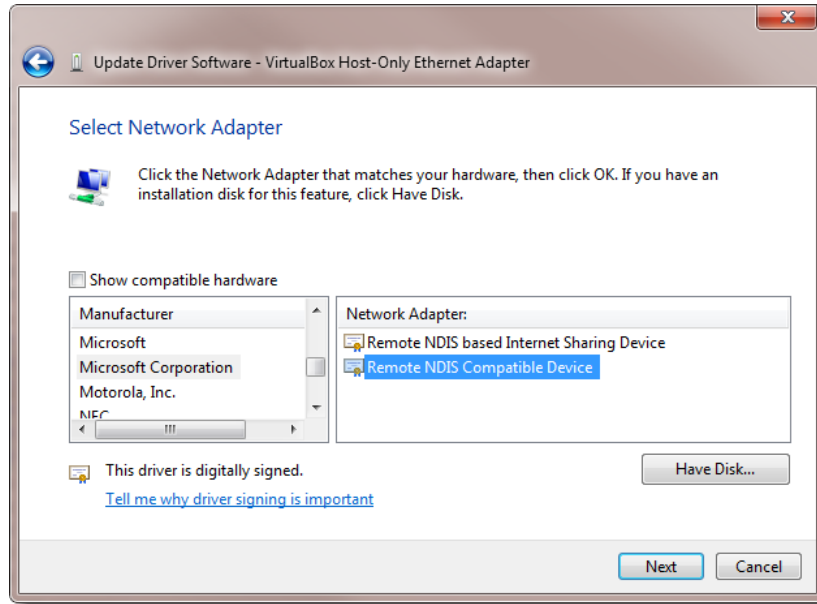 Update Driver Software - VirtualBox Host-Only Ethernet Adapter
Select Network Adapter
Click the Network Adapter that matches your hardware, then click OK. If you have an
installation disk for this feature, click Have Disk.
Show compatible hardware
Manufacturer
Network Adapter:
Microsoft
Remote NDIS based Internet Sharing Device
Microsoft Corporation
Remote NDIS Compatible Device
Motorola, Inc.
NEC
This driver is digitally signed.
Have Disk...
Tell me why driver signing is important
Next
Cancel